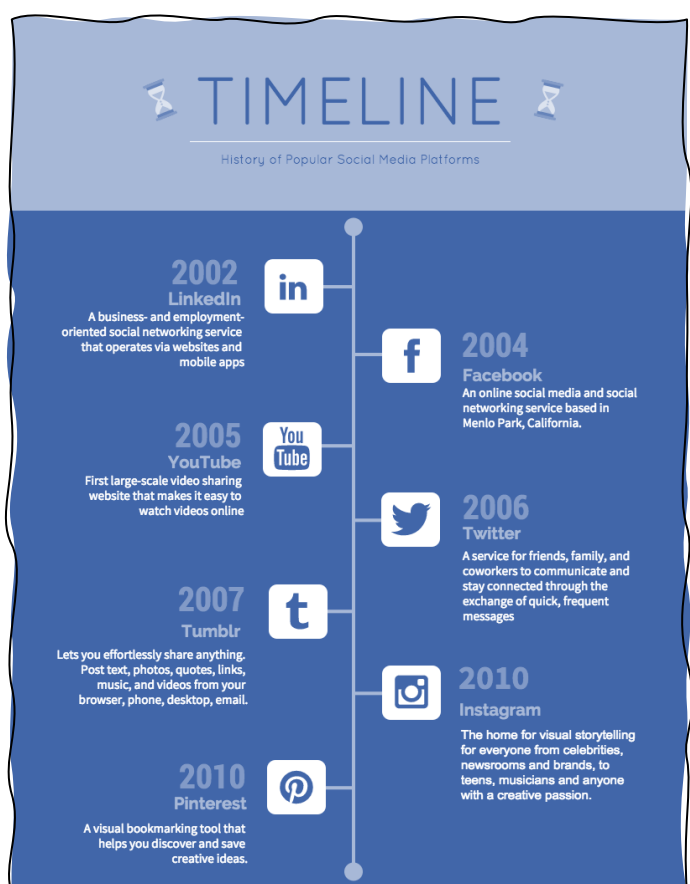 TIMELINE
History of Popular Social Media Platforms
2002
LinkedIn
A business- and employment-
oriented social networking service
that operates via websites and
mobile apps
in
f
2004
Facebook
An online social media and social
networking service based in
Menlo Park, California.
2005
YouTube
First large-scale video sharing
website that makes it easy to
watch videos online
You
Tube
2006
Twitter
A service for friends, family, and
coworkers to communicate and
stay connected through the
exchange of quick, frequent
messages
2007
Tumblr
Lets you effortlessly share anything.
Post text, photos, quotes, links,
music, and videos from your
browser, phone, desktop, email.
t
2010
Instagram
The home for visual storytelling
for everyone from celebrities,
newsrooms and brands, to
teens, musicians and anyone
with a creative passion.
2010
Pinterest
A visual bookmarking tool that
helps you discover and save
creative ideas.